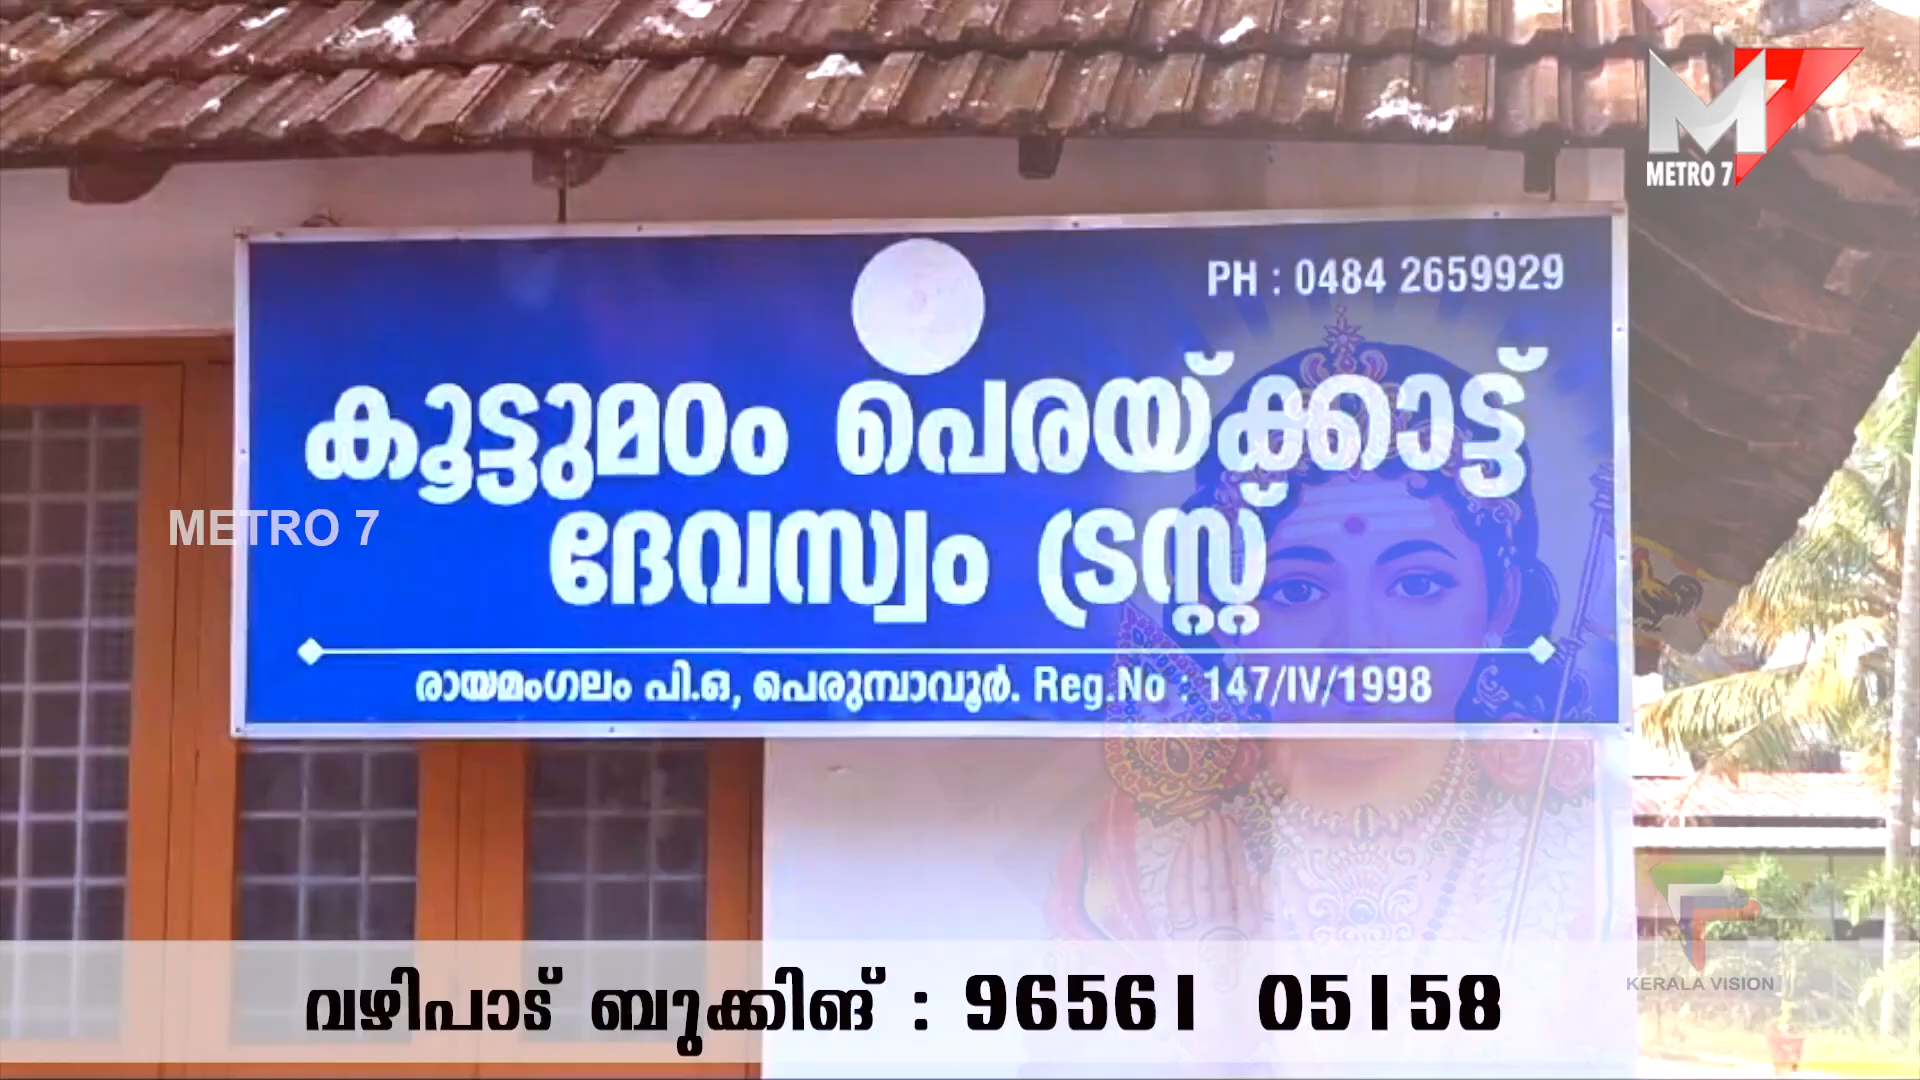 METRO 7
PH : 0484 2659929
കൂട്ടുമഠം പെരയ്ക്കാട്ട്
ദേവസ്വം ട്രസ്റ്റ്
METRO 7
രായമംഗലം പി.ഒ, പെരുമ്പാവൂർ. Reg.No : 147/IV/1998
KERALA VISION
വഴിപാട് ബുക്കിങ് : 96561 05158